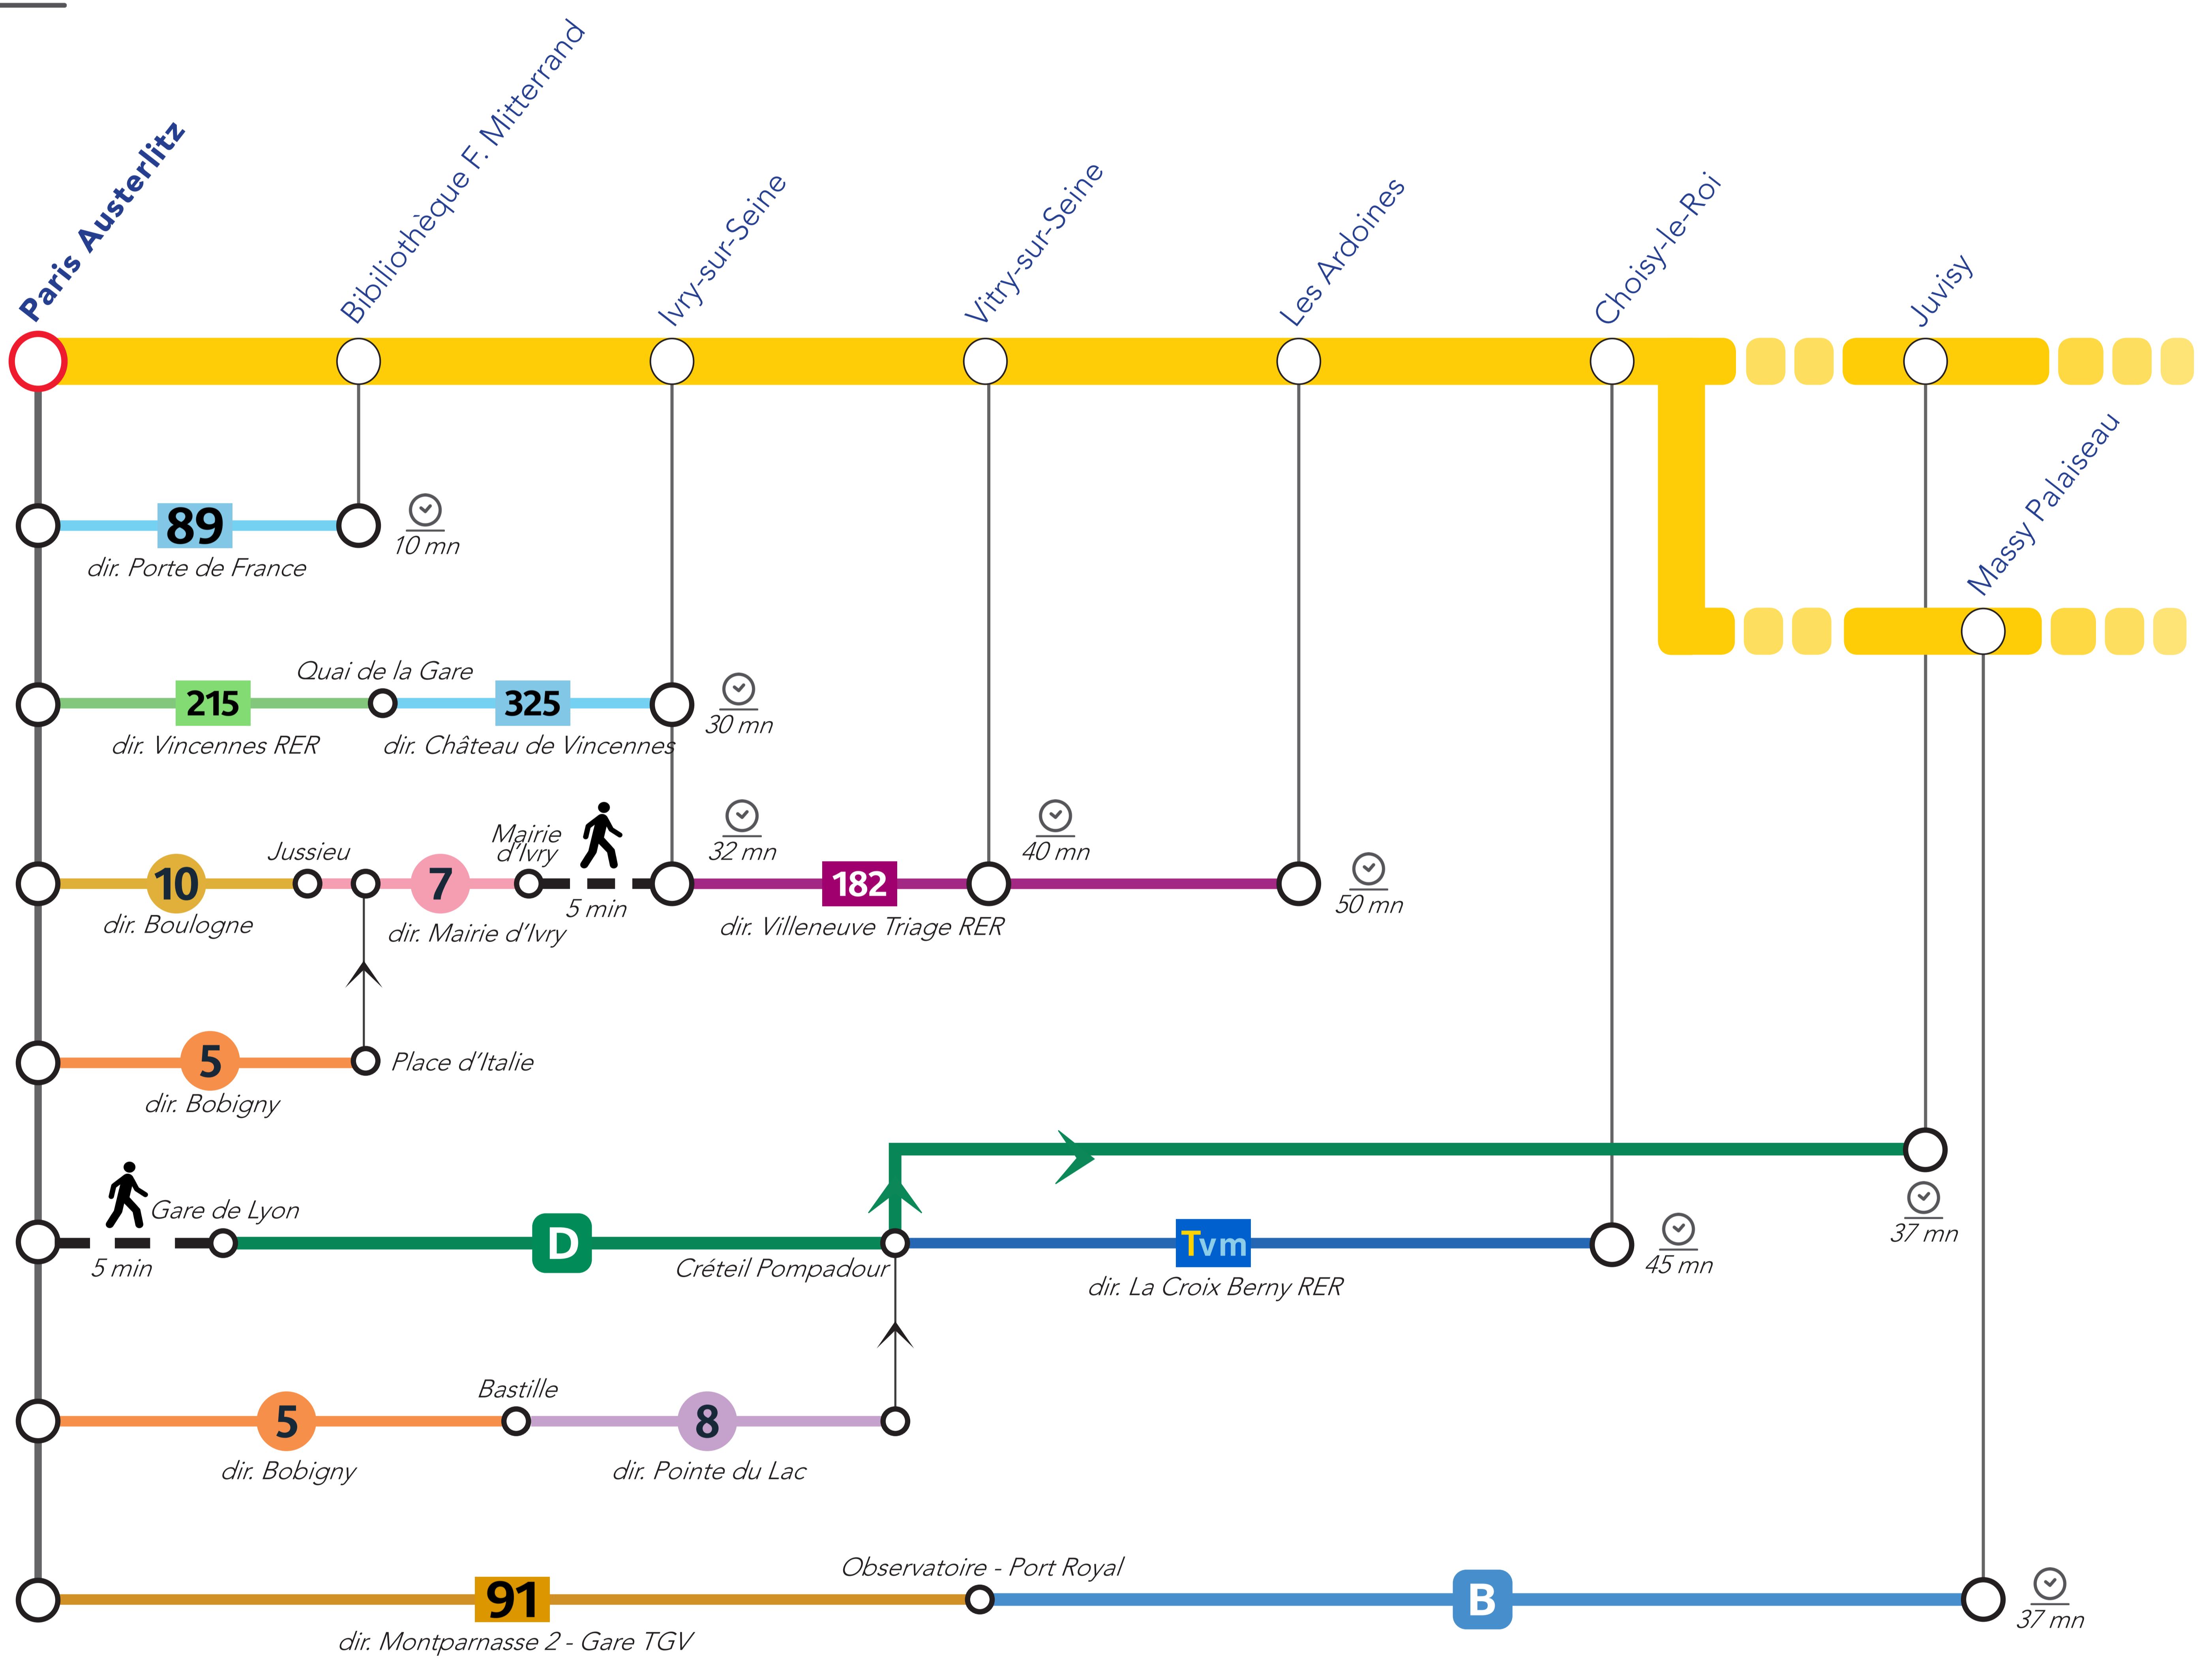 Paris Austerlitz
Bibiliothèque F. Mitterrand
Ivry-sur-Seine
Vitry-sur-Seine
Les Ardoines
Choisy-le-Roi
Juvisy
Massy Palaiseau
89
dir. Porte de France
10 mn
Quai de la Gare
215
325
dir. Vincennes RER
dir. Château de Vincennes
30 mn
Jussieu
Mairie
d'Ivry
32 mn
40 mn
10
7
182
50 mn
5 min
dir. Boulogne
dir. Mairie d'Ivry
dir. Villeneuve Triage RER
5
Place d'Italie
dir. Bobigny
Gare de Lyon
37 mn
D
Tvm
45 mn
5 min
Créteil Pompadour
dir. La Croix Berny RER
Bastille
5
8
dir. Bobigny
dir. Pointe du Lac
Observatoire - Port Royal
91
B
37 mn
dir. Montparnasse 2 - Gare TGV